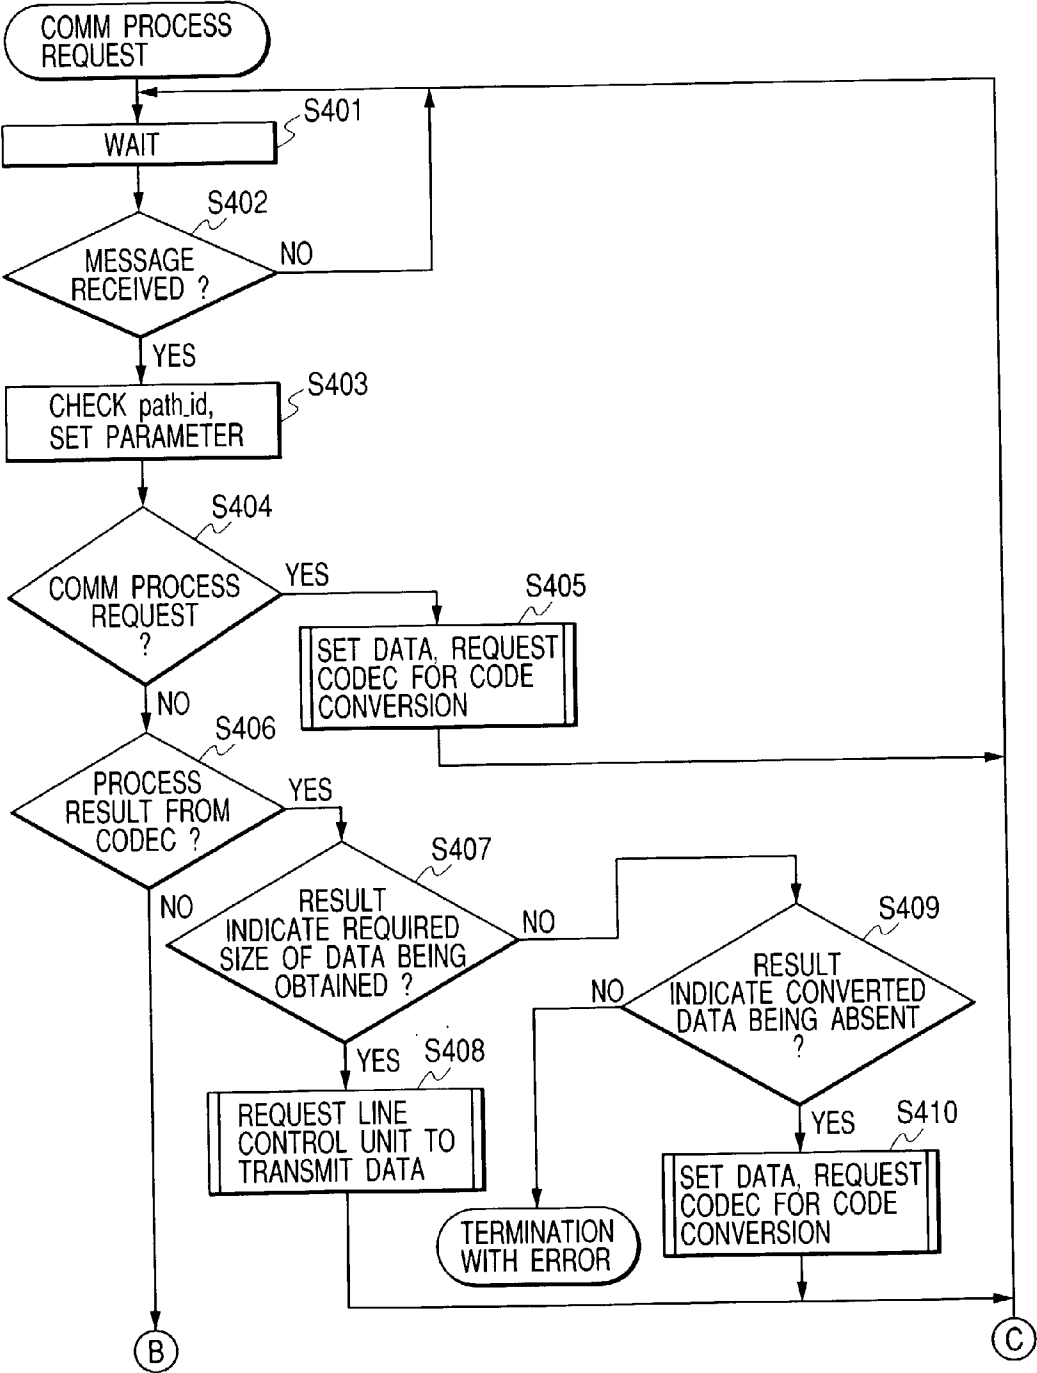 COMM PROCESS
REQUEST
S401
WAIT
S402
MESSAGE
RECEIVED ?
NO
YES
S403
CHECK path_id,
SET PARAMETER
S404
COMM PROCESS
REQUEST
?
YES
S405
SET DATA, REQUEST
CODEC FOR CODE
CONVERSION
NO
S406
PROCESS
RESULT FROM
CODEC ?
YES
NO
S407
RESULT
INDICATE REQUIRED
SIZE OF DATA BEING
OBTAINED ?
NO
S409
RESULT
INDICATE CONVERTED
DATA BEING ABSENT
?
NO
YES
S408
REQUEST LINE
CONTROL UNIT TO
TRANSMIT DATA
YES
S410
SET DATA, REQUEST
CODEC FOR CODE
CONVERSION
TERMINATION
WITH ERROR
B
C